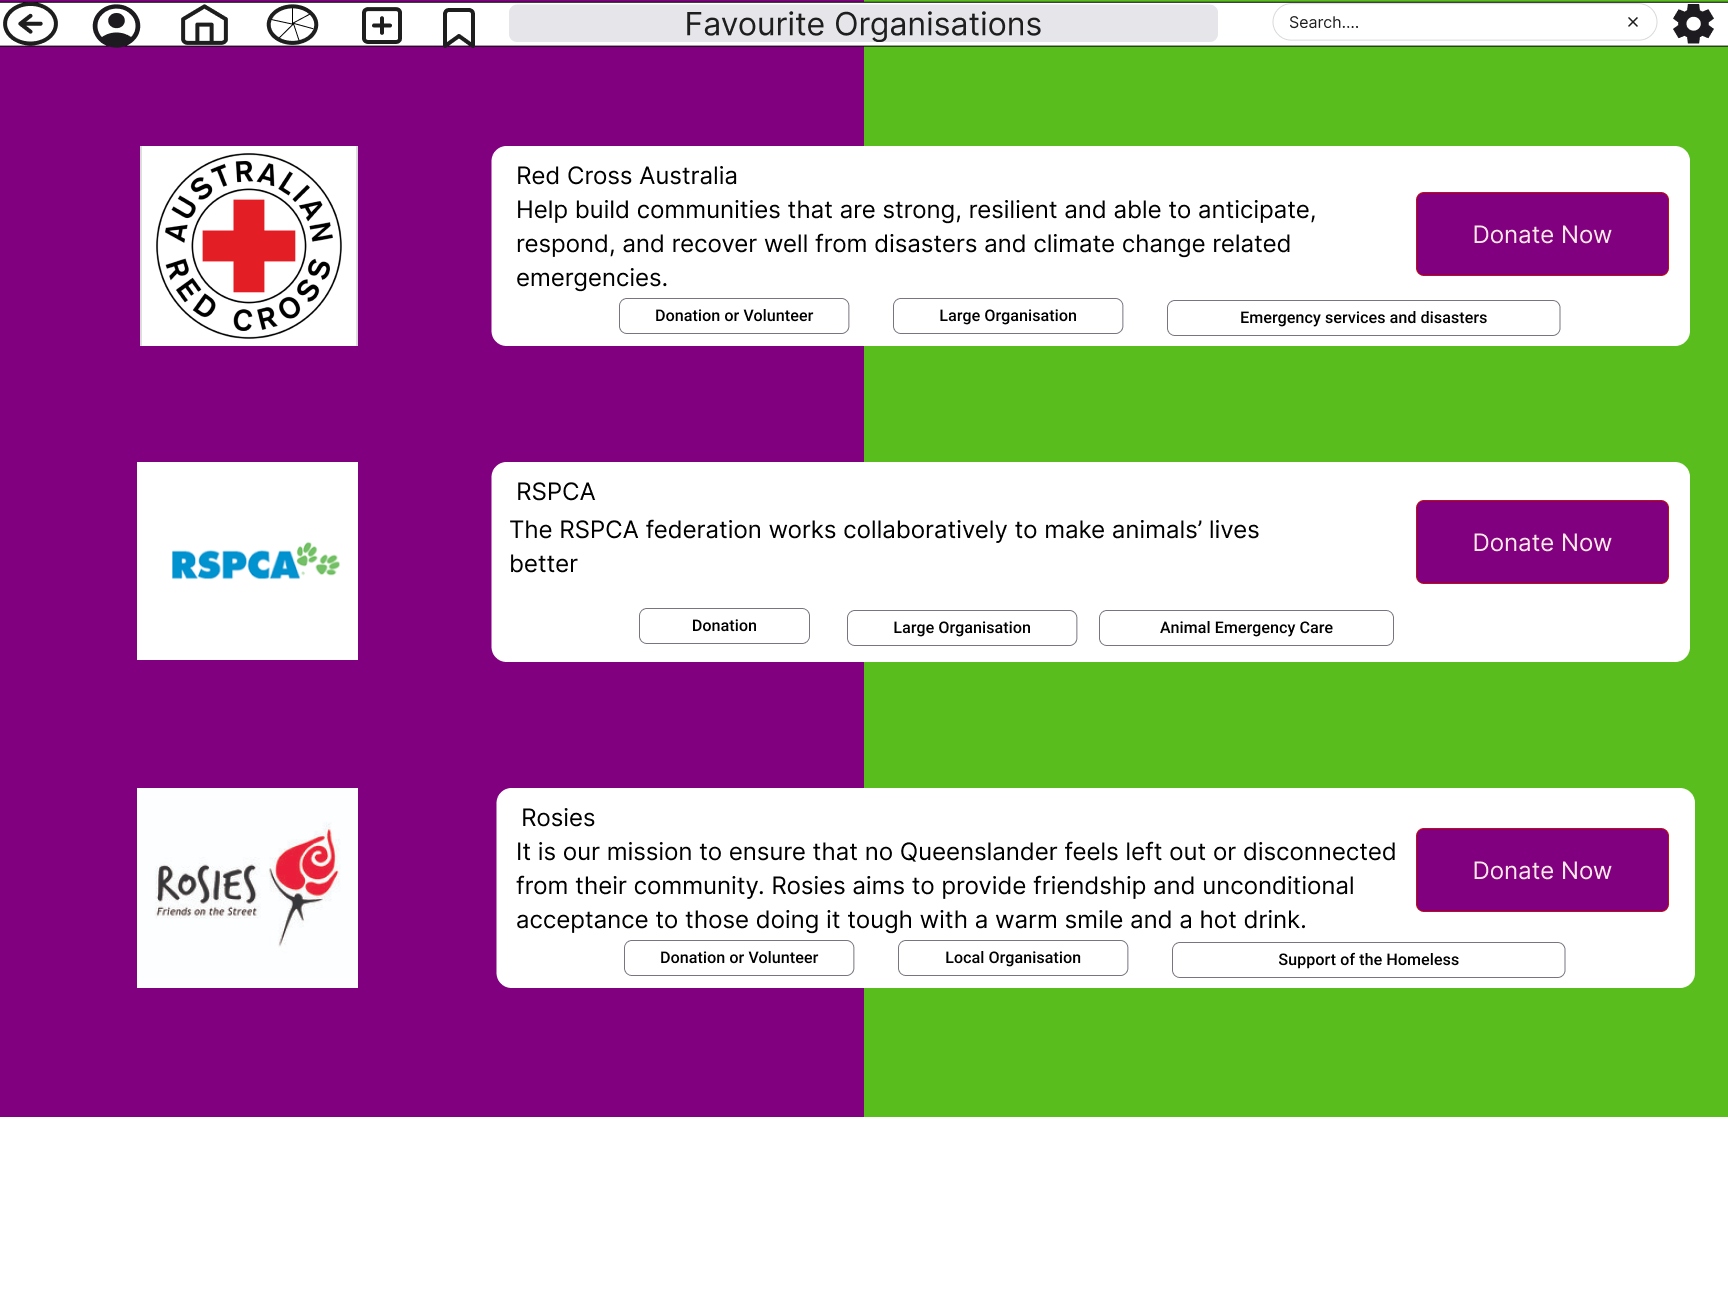 Favourite Organisations
Search....
AUSTRALIAN
RED CROSS
Red Cross Australia
Help build communities that are strong, resilient and able to anticipate,
respond, and recover well from disasters and climate change related
emergencies.
Donate Now
Donation or Volunteer
Large Organisation
Emergency services and disasters
RSPCA
RSPCA
The RSPCA federation works collaboratively to make animals’ lives
better
Donate Now
Donation
Large Organisation
Animal Emergency Care
ROSIES
Friends on the Street
Rosies
It is our mission to ensure that no Queenslander feels left out or disconnected
from their community. Rosies aims to provide friendship and unconditional
acceptance to those doing it tough with a warm smile and a hot drink.
Donate Now
Donation or Volunteer
Local Organisation
Support of the Homeless